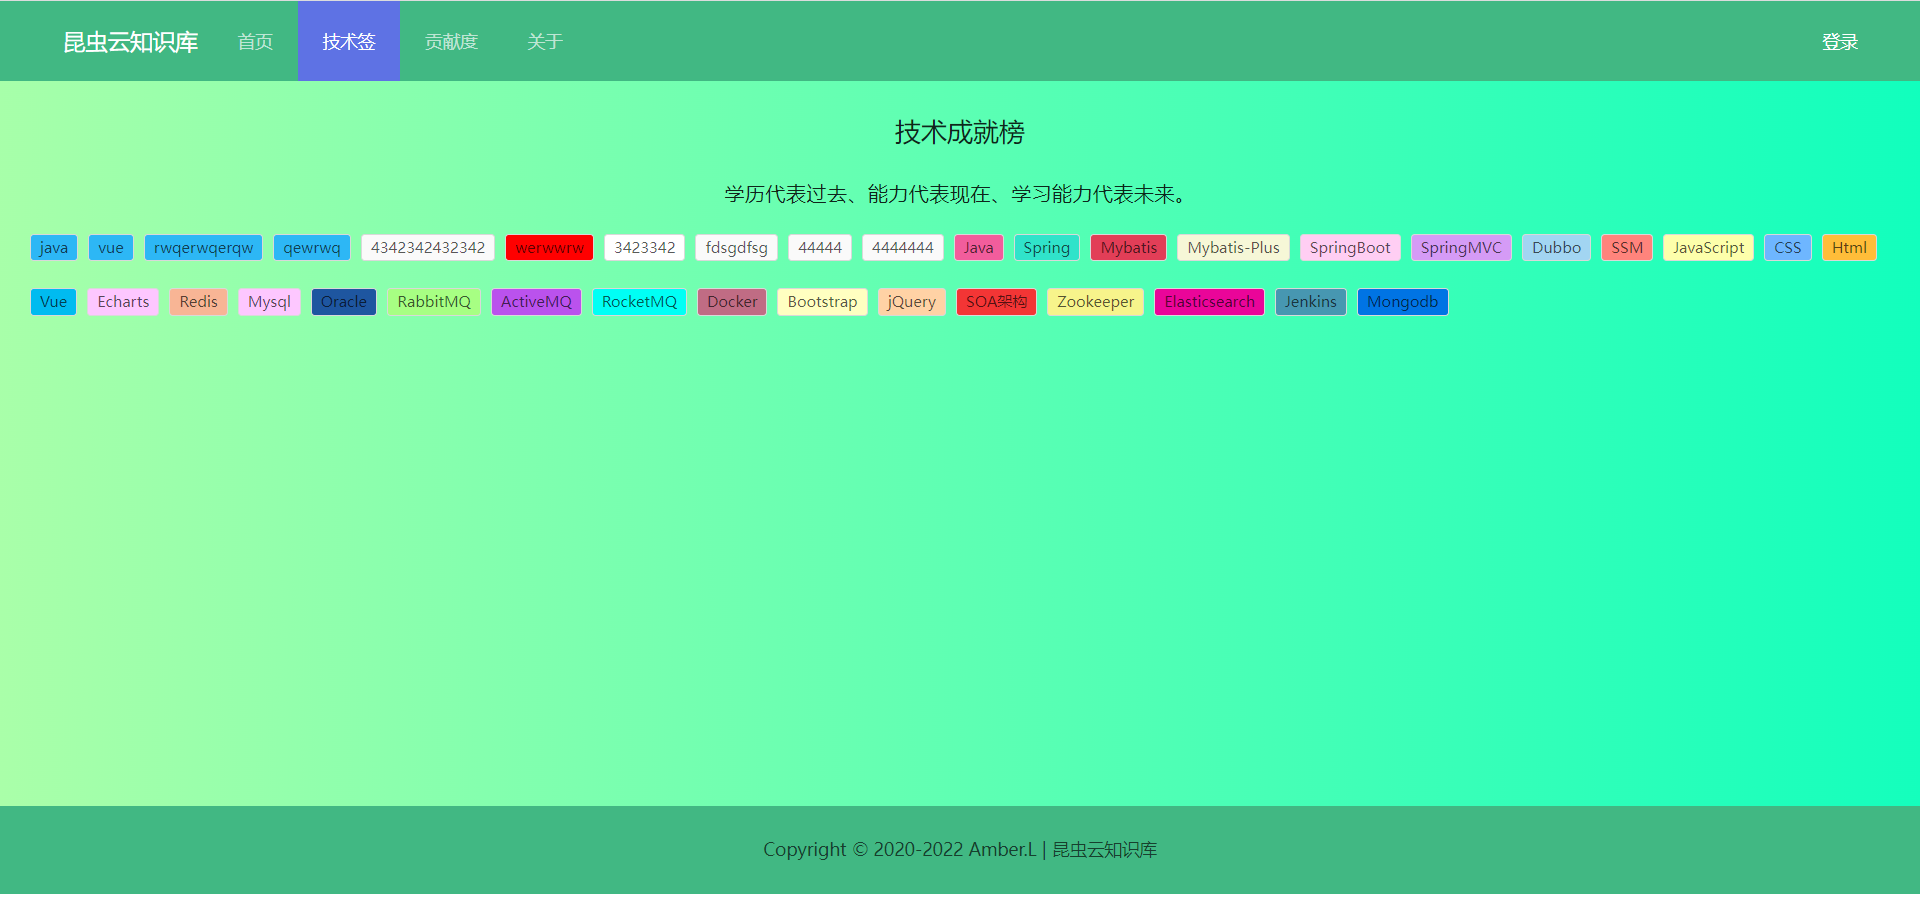 昆虫云知识库 首页 技术签 贡献度 关于 登录
技术成就榜
学历代表过去、能力代表现在、学习能力代表未来。
java vue rwqerwqerqw qewrwq 4342342432342 werwwrw 3423342 fdsgdfsg 44444 4444444 Java Spring Mybatis Mybatis-Plus SpringBoot SpringMVC Dubbo SSM JavaScript CSS Html
Vue Echarts Redis Mysql Oracle RabbitMQ ActiveMQ RocketMQ Docker Bootstrap jQuery SOA架构 Zookeeper Elasticsearch Jenkins Mongodb
Copyright © 2020-2022 Amber.L | 昆虫云知识库